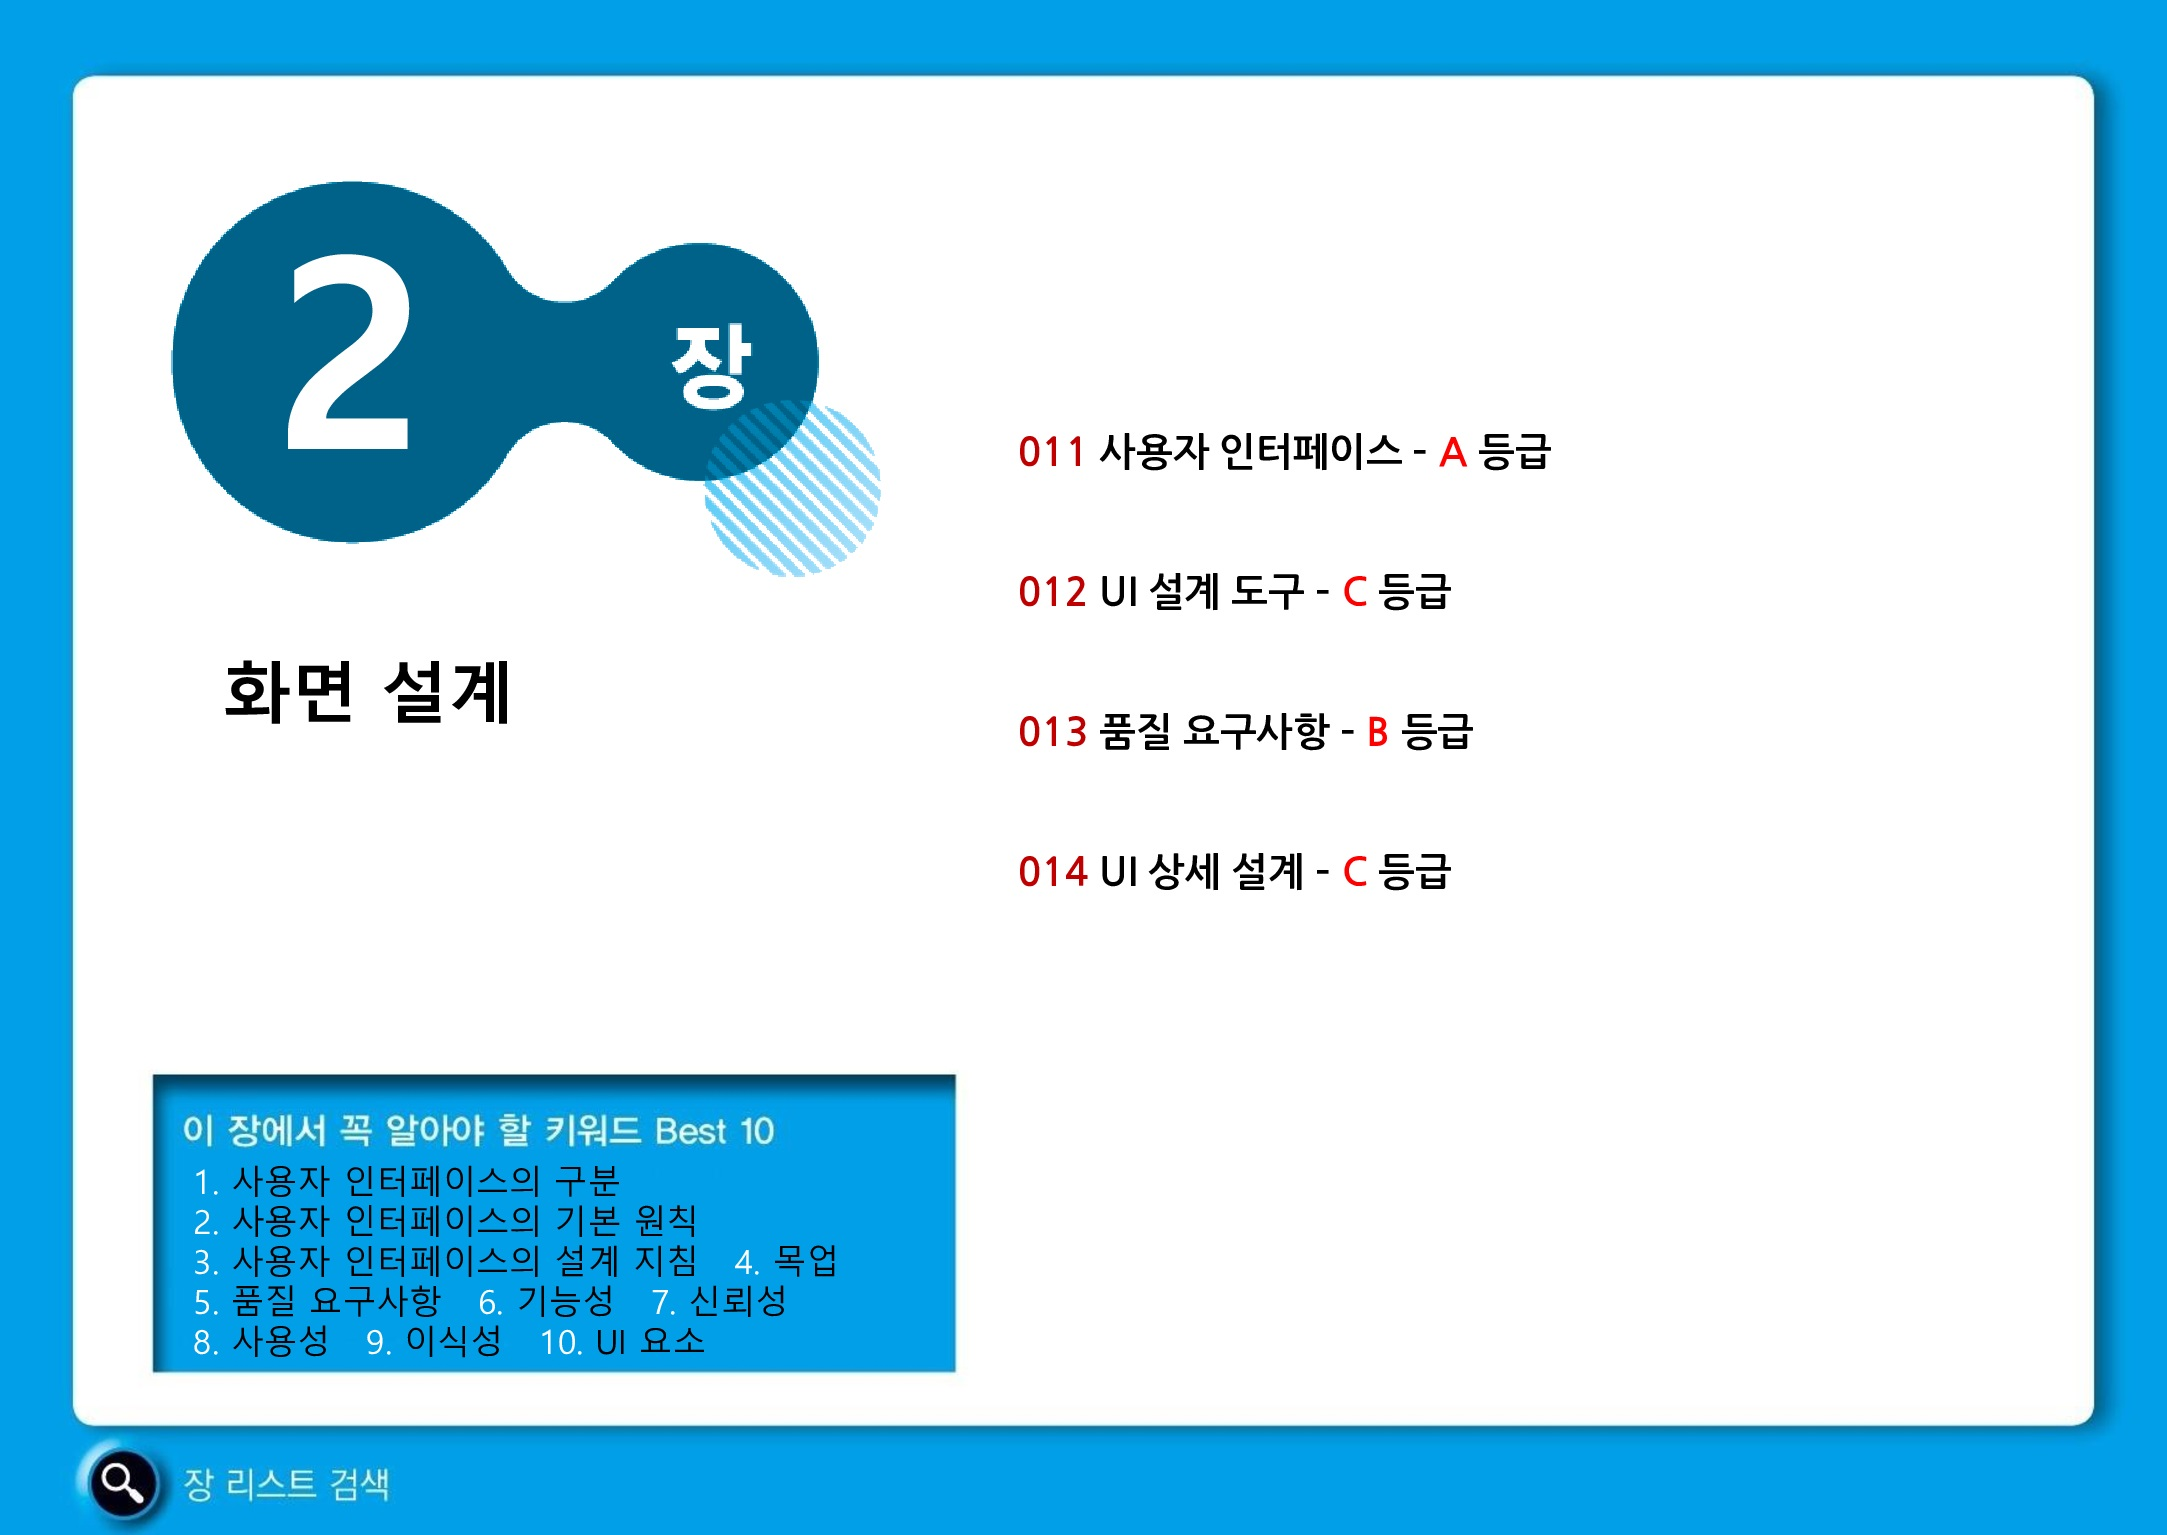 2 장
화면 설계
011 사용자 인터페이스 - A 등급
012 UI 설계 도구 - C 등급
013 품질 요구사항 - B 등급
014 UI 상세 설계 - C 등급
이 장에서 꼭 알아야 할 키워드 Best 10
1. 사용자 인터페이스의 구분
2. 사용자 인터페이스의 기본 원칙
3. 사용자 인터페이스의 설계 지침 4. 목업
5. 품질 요구사항 6. 기능성 7. 신뢰성
8. 사용성 9. 이식성 10. UI 요소
장 리스트 검색